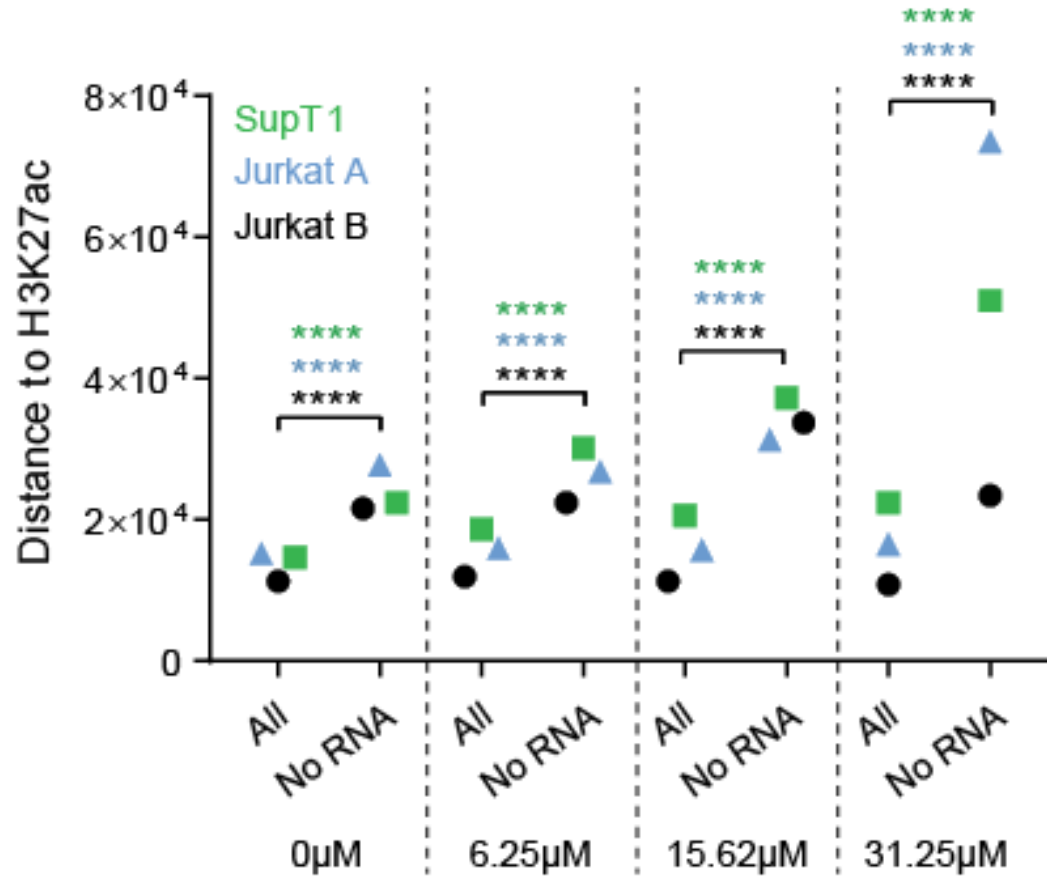 ****
****
****
8×10⁴
SupT1
Jurkat A
Jurkat B
6×10⁴
****
****
****
****
****
****
****
****
****
4×10⁴
2×10⁴
0
Distance to H3K27ac
All
No RNA
All
No RNA
All
No RNA
All
No RNA
0µM
6.25µM
15.62µM
31.25µM